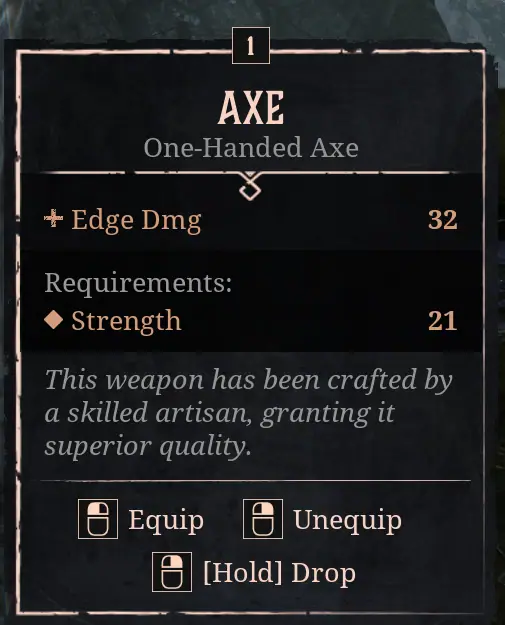 1
AXE
One-Handed Axe
Edge Dmg 32
Requirements:
Strength 21
This weapon has been crafted by
a skilled artisan, granting it
superior quality.
Equip Unequip
[Hold] Drop